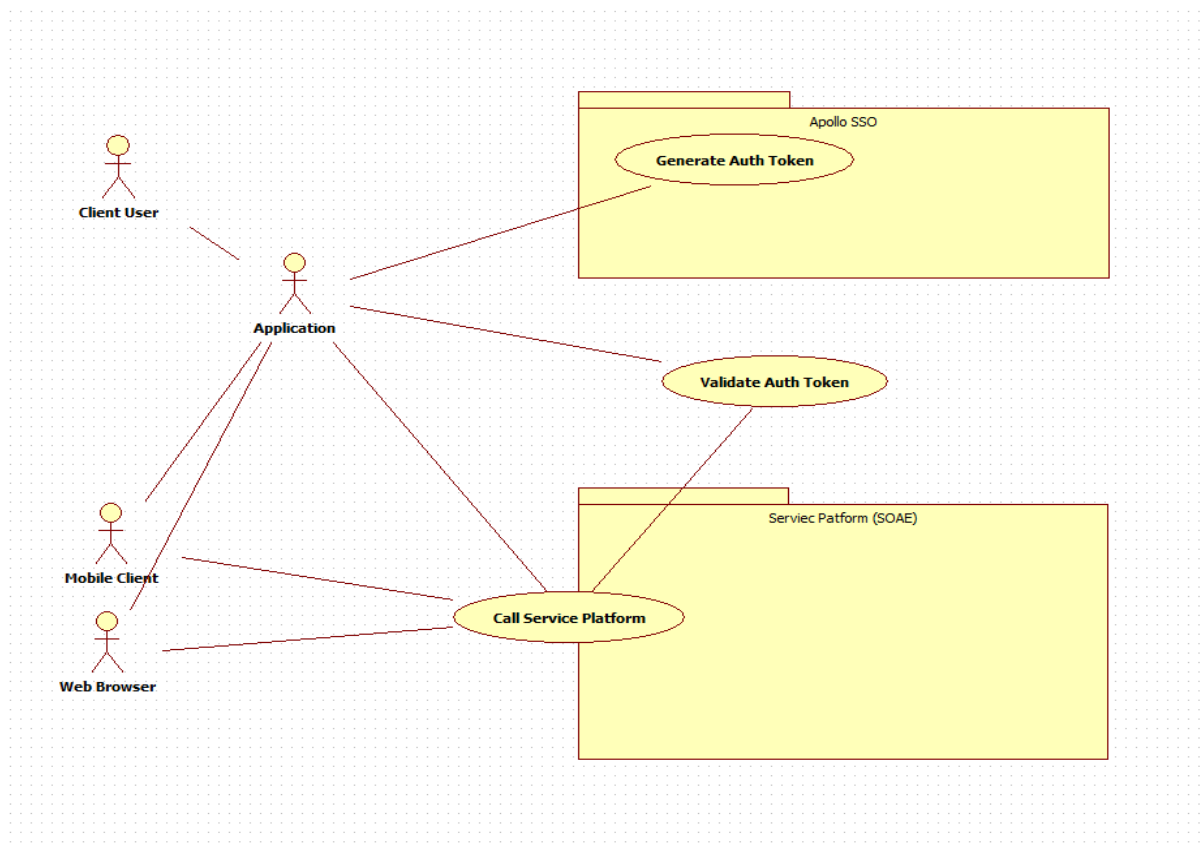 Apollo SSO
Generate Auth Token
Client User
Application
Validate Auth Token
Serviec Patform (SOAE)
Mobile Client
Call Service Platform
Web Browser